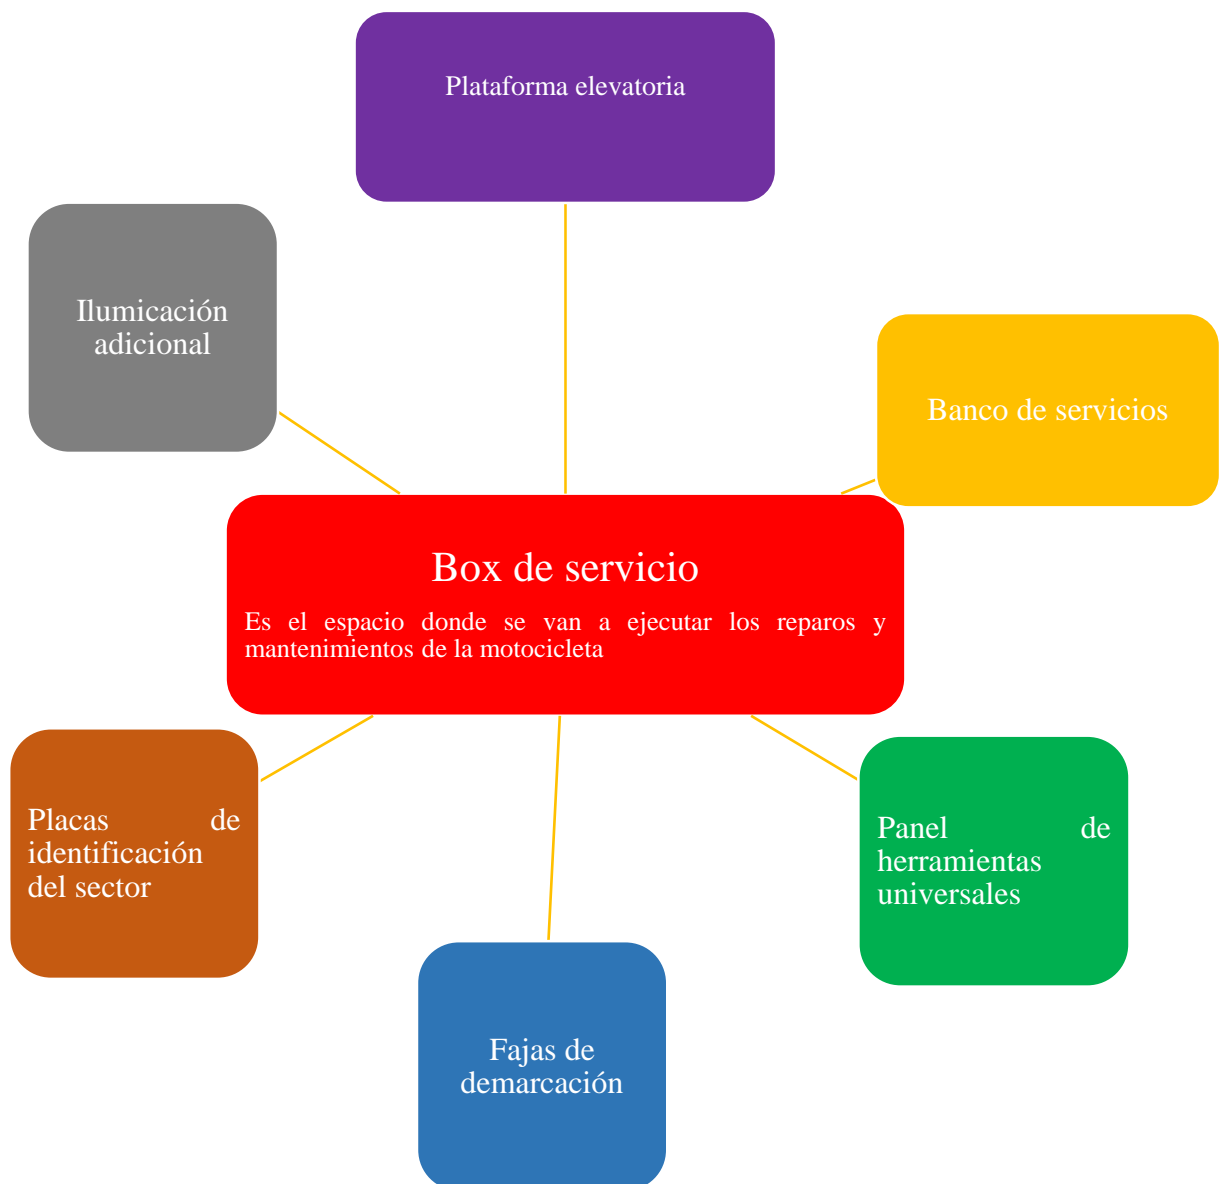 Plataforma elevatoria
Ilumicación
adicional
Banco de servicios
Box de servicio
Es el espacio donde se van a ejecutar los reparos y
mantenimientos de la motocicleta
Placas de
identificación
del sector
Panel de
herramientas
universales
Fajas de
demarcación